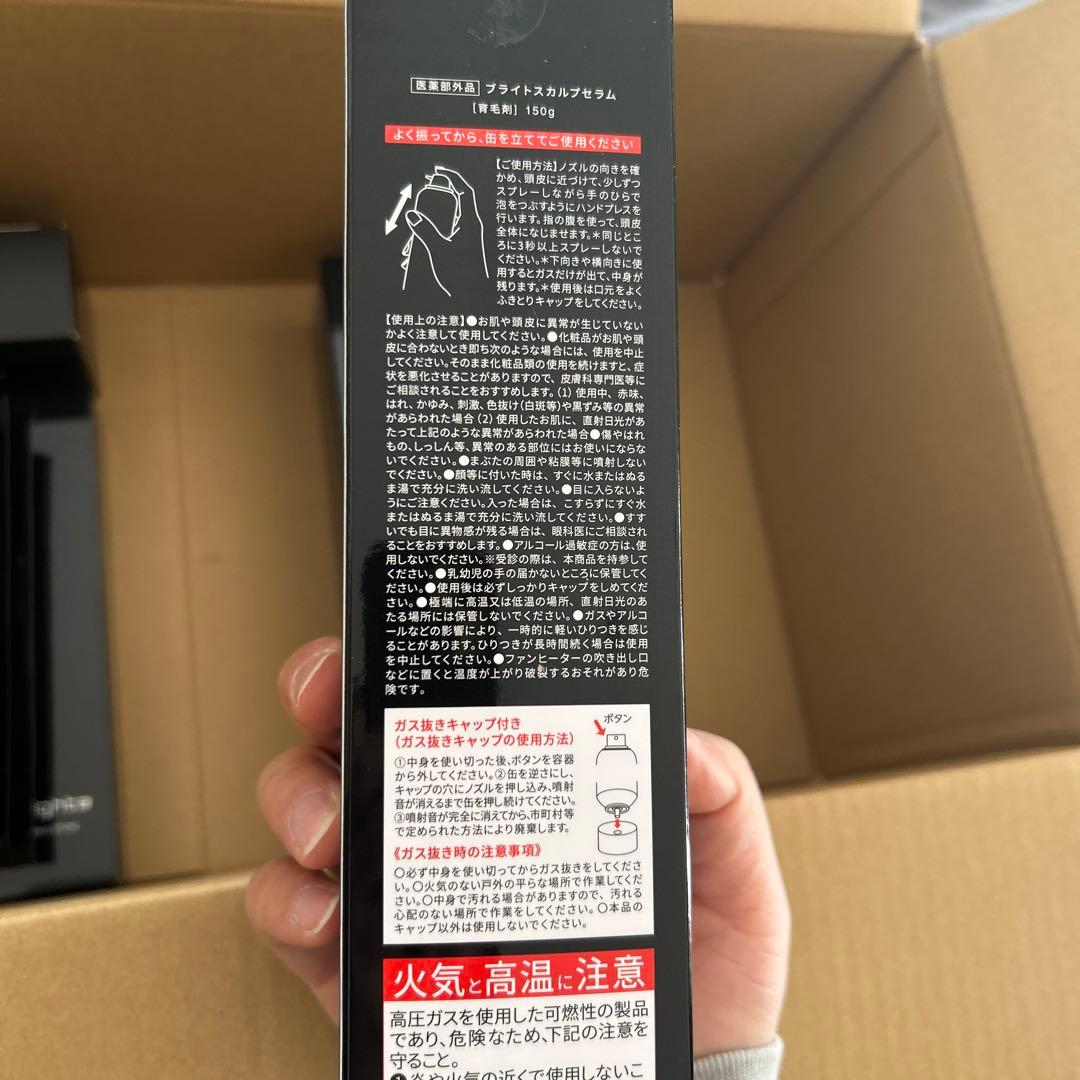 医薬部外品 ブライトスカルプセラム
[育毛剤] 150g
よく振ってから、缶を立ててご使用ください
【ご使用方法】ノズルの向きを確
かめ、頭皮に近づけて、少しずつ
スプレーしながら手のひらで
泡をつぶすようにハンドプレスを
行います。指の腹を使って、頭皮
全体になじませます。*同じとこ
ろに3秒以上スプレーしないで
ください。*下向きや横向きに使
用するとガスだけが出て、中身が
残ります。*使用後は口元をよく
ふきとりキャップをしてください。
【使用上の注意】●お肌や頭皮に異常が生じていない
かよく注意して使用してください。●化粧品がお肌や頭
皮に合わないとき即ち次のような場合には、使用を中止
してください。そのまま化粧品類の使用を続けますと、症
状を悪化させることがありますので、皮膚科専門医等に
ご相談されることをおすすめします。(1) 使用中、赤味、
はれ、かゆみ、刺激、色抜け(白斑等)や黒ずみ等の異常
があらわれた場合 (2) 使用したお肌に、直射日光があ
たって上記のような異常があらわれた場合●傷やはれ
もの、しっしん等、異常のある部位にはお使いにならな
いでください。●まぶたの周囲や粘膜等に噴射しない
でください。●顔等に付いた時は、すぐに水またはぬる
ま湯で充分に洗い流してください。●目に入らないよ
うにご注意ください。入った場合は、こすらずにすぐ水
またはぬるま湯で充分に洗い流してください。●すす
いでも目に異物感が残る場合は、眼科医にご相談され
ることをおすすめします。●アルコール過敏症の方は、使
用しないでください。※受診の際は、本商品を持参して
ください。●乳幼児の手の届かないところに保管してく
ださい。●使用後は必ずしっかりキャップをしめてくだ
さい。●極端に高温又は低温の場所、直射日光のあ
たる場所には保管しないでください。●ガスやアルコ
ールなどの影響により、一時的に軽いひりつきを感じ
ることがあります。ひりつきが長時間続く場合は使用
を中止してください。●ファンヒーターの吹き出し口
などに置くと温度が上がり破裂するおそれがあり危
険です。
ガス抜きキャップ付き
(ガス抜きキャップの使用方法)
ボタン
①中身を使い切った後、ボタンを容器
から外してください。②缶を逆さにし、
キャップの穴にノズルを押し込み、噴射
音が消えるまで缶を押し続けてください。
③噴射音が完全に消えてから、市町村等
で定められた方法により廃棄します。
《ガス抜き時の注意事項》
〇必ず中身を使い切ってからガス抜きをしてくださ
い。〇火気のない戸外の平らな場所で作業してくだ
さい。〇中身で汚れる場合がありますので、汚れる
心配のない場所で作業をしてください。〇本品の
キャップ以外は使用しないでください。
火気と高温に注意
高圧ガスを使用した可燃性の製品
であり、危険なため、下記の注意を
守ること。
❶炎や火気の近くで使用しないこ